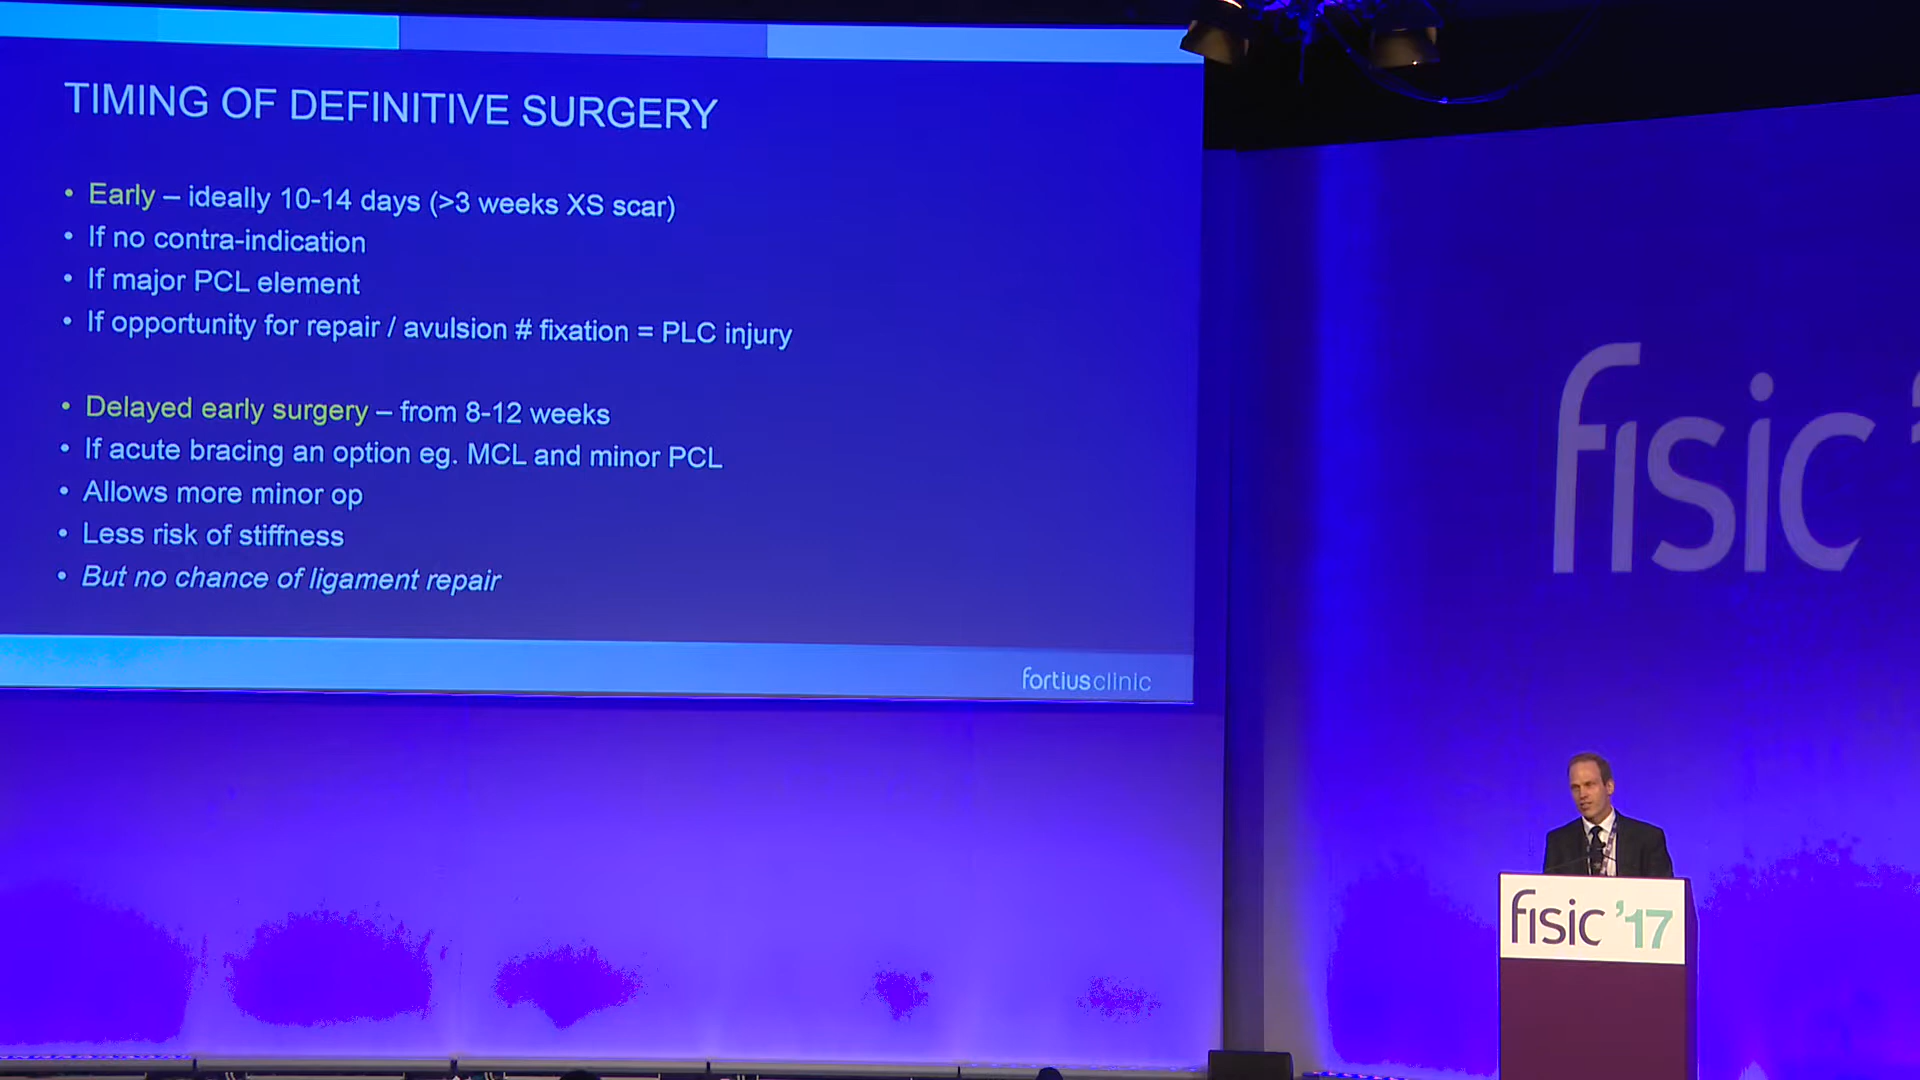 TIMING OF DEFINITIVE SURGERY
• Early – ideally 10-14 days (>3 weeks XS scar)
• If no contra-indication
• If major PCL element
• If opportunity for repair / avulsion # fixation = PLC injury
• Delayed early surgery – from 8-12 weeks
• If acute bracing an option eg. MCL and minor PCL
• Allows more minor op
• Less risk of stiffness
• But no chance of ligament repair
fortiusclinic
fisic '
fisic '17